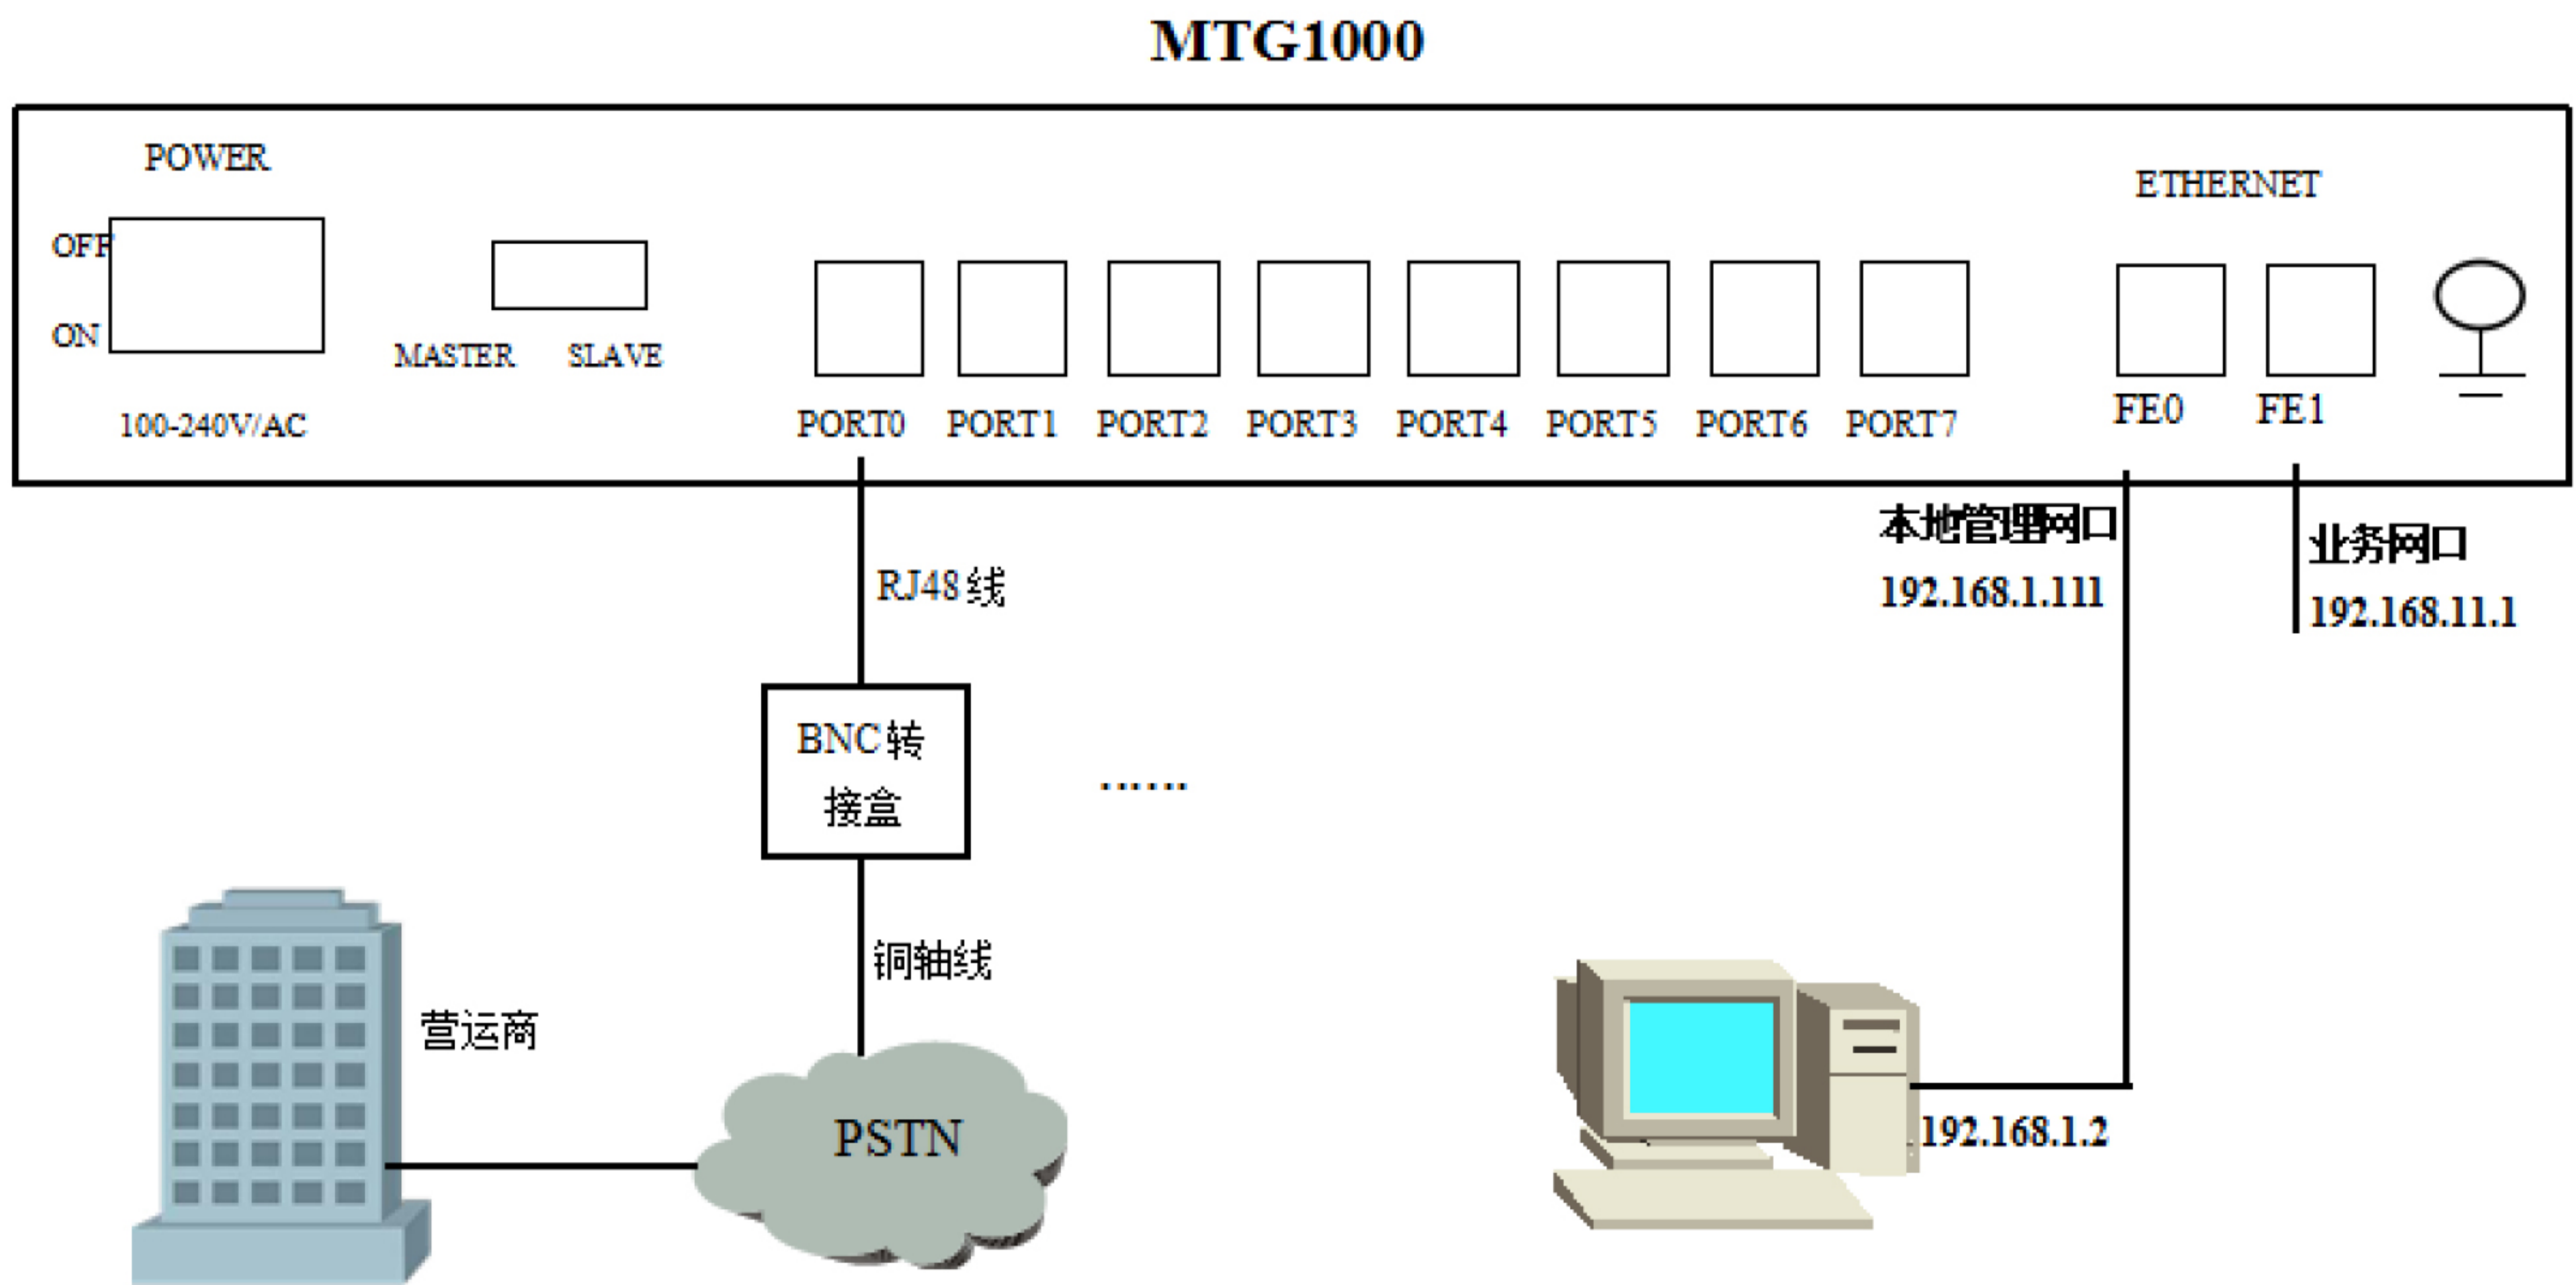 MTG1000
POWER
ETHERNET
OFF
ON
MASTER SLAVE
100-240V/AC
PORT0 PORT1 PORT2 PORT3 PORT4 PORT5 PORT6 PORT7
FE0 FE1
本地管理网口
192.168.1.111
业务网口
192.168.11.1
RJ48线
BNC转
接盒
......
铜轴线
营运商
PSTN
192.168.1.2